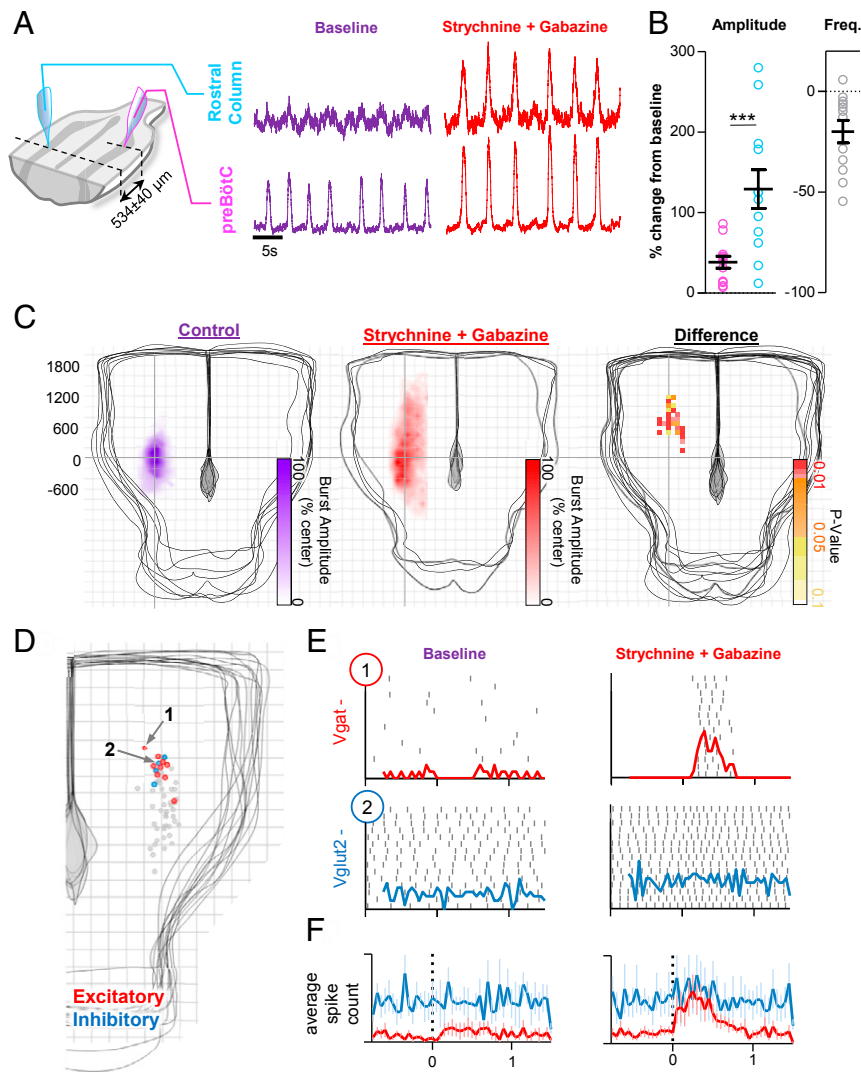 A
Baseline
Strychnine + Gabazine
Rostral
Column
preBötC
534±40 µm
5s
B
Amplitude
Freq.
% change from baseline
300
200
100
0
***
0
-50
-100
C
Control
Strychnine + Gabazine
Difference
1800
1200
600
0
-600
100
0
Burst Amplitude
(% center)
100
0
Burst Amplitude
(% center)
0.01
0.05
0.1
P-Value
D
1
2
Excitatory
Inhibitory
E
Baseline
Strychnine + Gabazine
1
Vgat -
2
Vglut2 -
F
average
spike
count
0
1
0
1